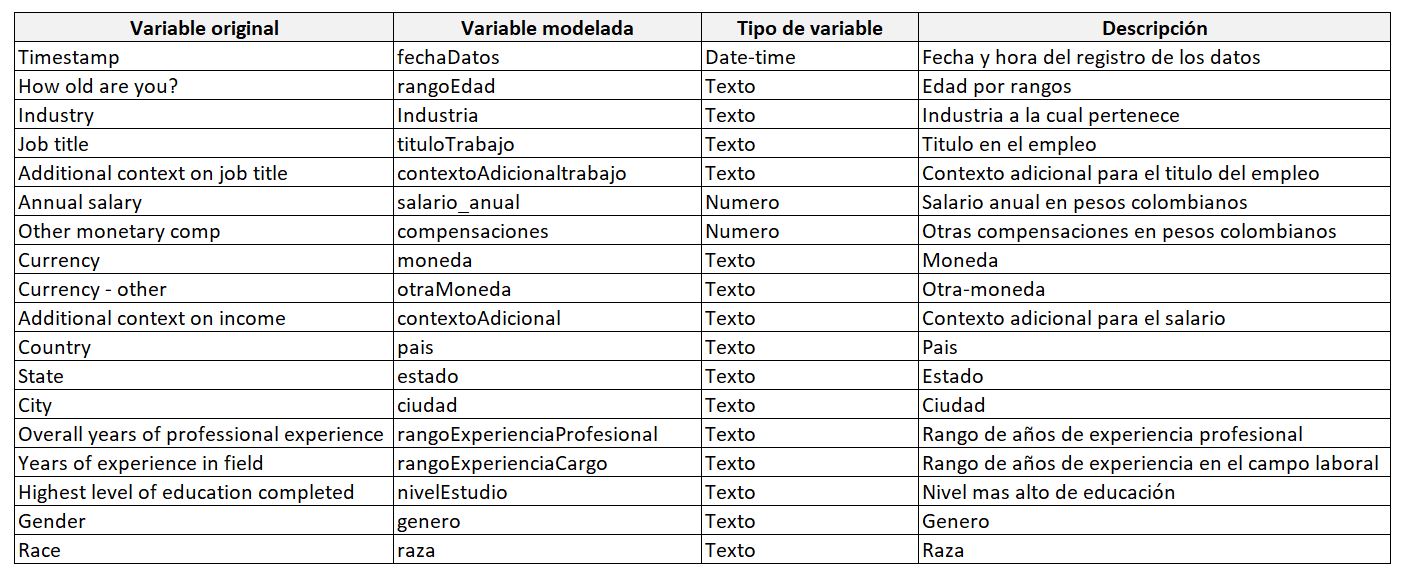 Variable original Variable modelada Tipo de variable Descripción
Timestamp fechaDatos Date-time Fecha y hora del registro de los datos
How old are you? rangoEdad Texto Edad por rangos
Industry Industria Texto Industria a la cual pertenece
Job title tituloTrabajo Texto Titulo en el empleo
Additional context on job title contextoAdicionaltrabajo Texto Contexto adicional para el titulo del empleo
Annual salary salario_anual Numero Salario anual en pesos colombianos
Other monetary comp compensaciones Numero Otras compensaciones en pesos colombianos
Currency moneda Texto Moneda
Currency - other otraMoneda Texto Otra-moneda
Additional context on income contextoAdicional Texto Contexto adicional para el salario
Country pais Texto Pais
State estado Texto Estado
City ciudad Texto Ciudad
Overall years of professional experience rangoExperienciaProfesional Texto Rango de años de experiencia profesional
Years of experience in field rangoExperienciaCargo Texto Rango de años de experiencia en el campo laboral
Highest level of education completed nivelEstudio Texto Nivel mas alto de educación
Gender genero Texto Genero
Race raza Texto Raza